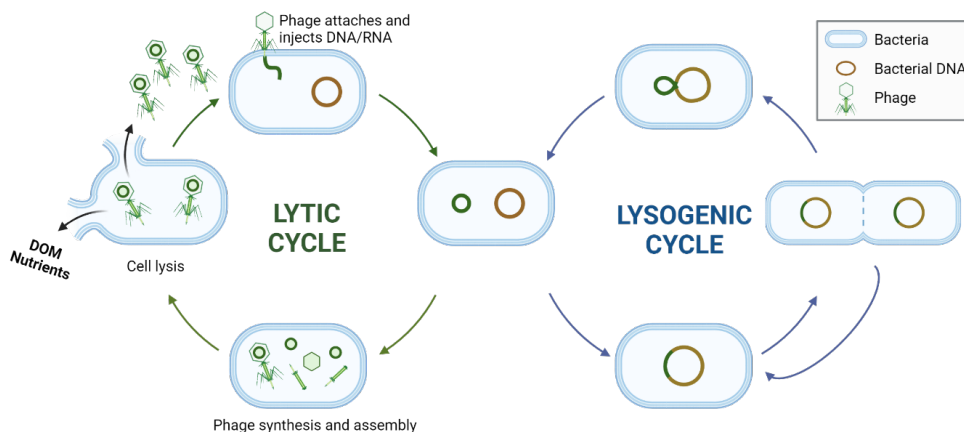 Phage attaches and
injects DNA/RNA
Bacteria
Bacterial DNA
Phage
LYTIC
CYCLE
LYSOGENIC
CYCLE
DOM
Nutrients
Cell lysis
Phage synthesis and assembly